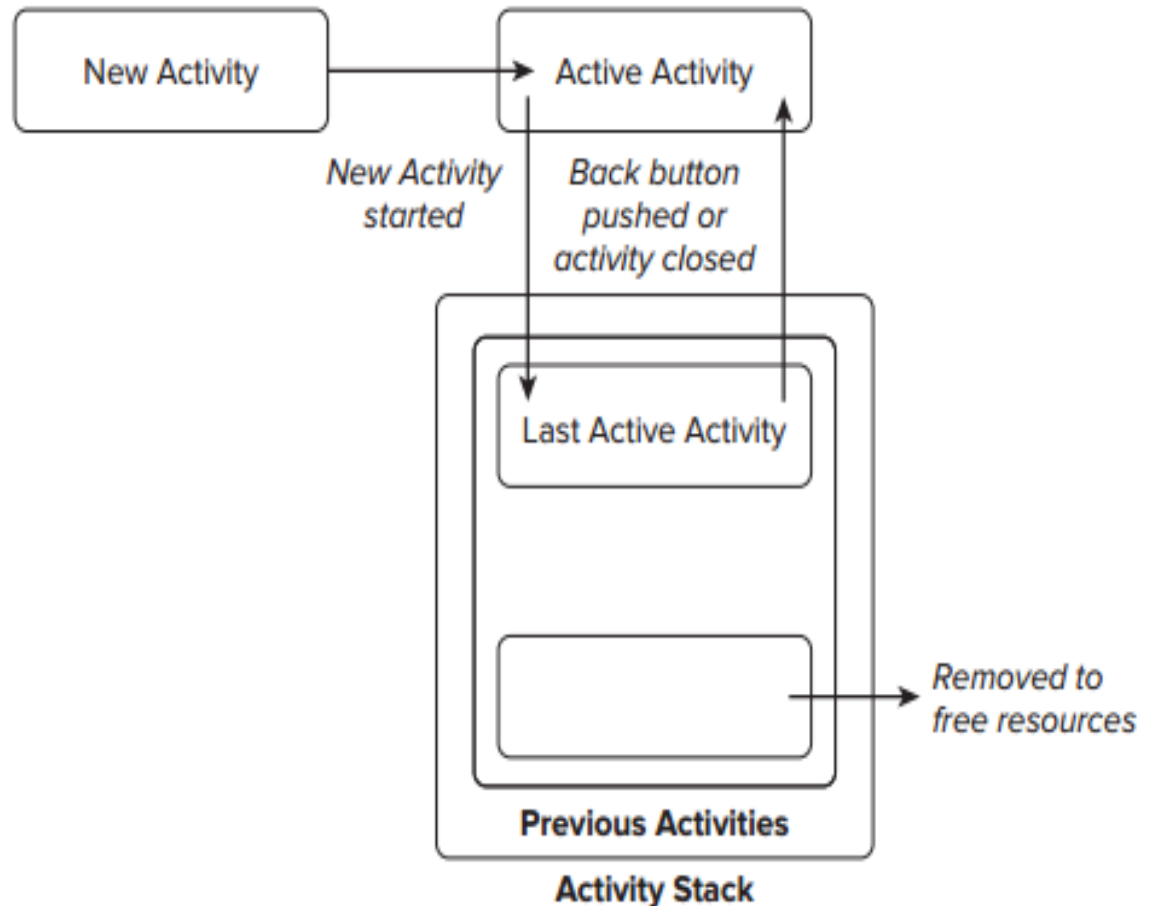 New Activity
Active Activity
New Activity
started
Back button
pushed or
activity closed
Last Active Activity
Removed to
free resources
Previous Activities
Activity Stack